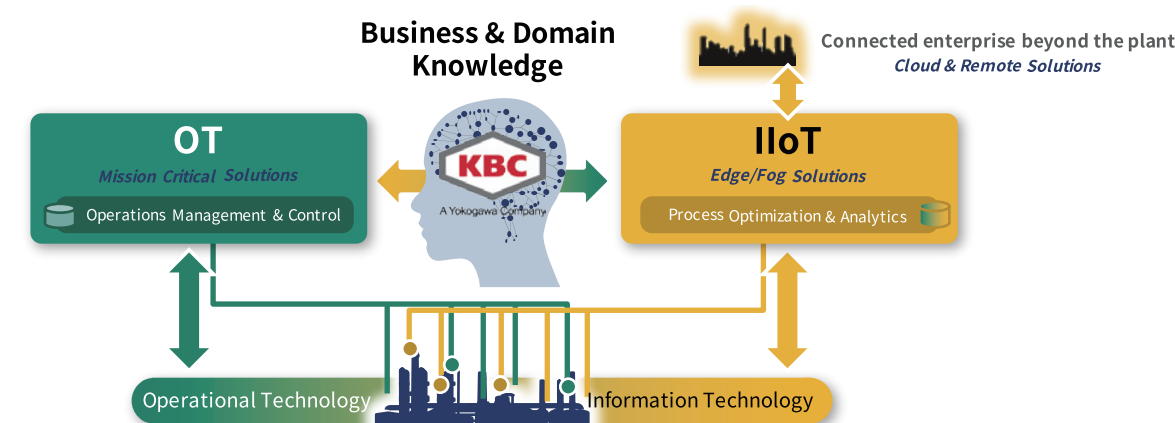 Business & Domain
Knowledge
Connected enterprise beyond the plant
Cloud & Remote Solutions
OT
Mission Critical Solutions
Operations Management & Control
KBC
A Yokogawa Company
IIoT
Edge/Fog Solutions
Process Optimization & Analytics
Operational Technology
Information Technology